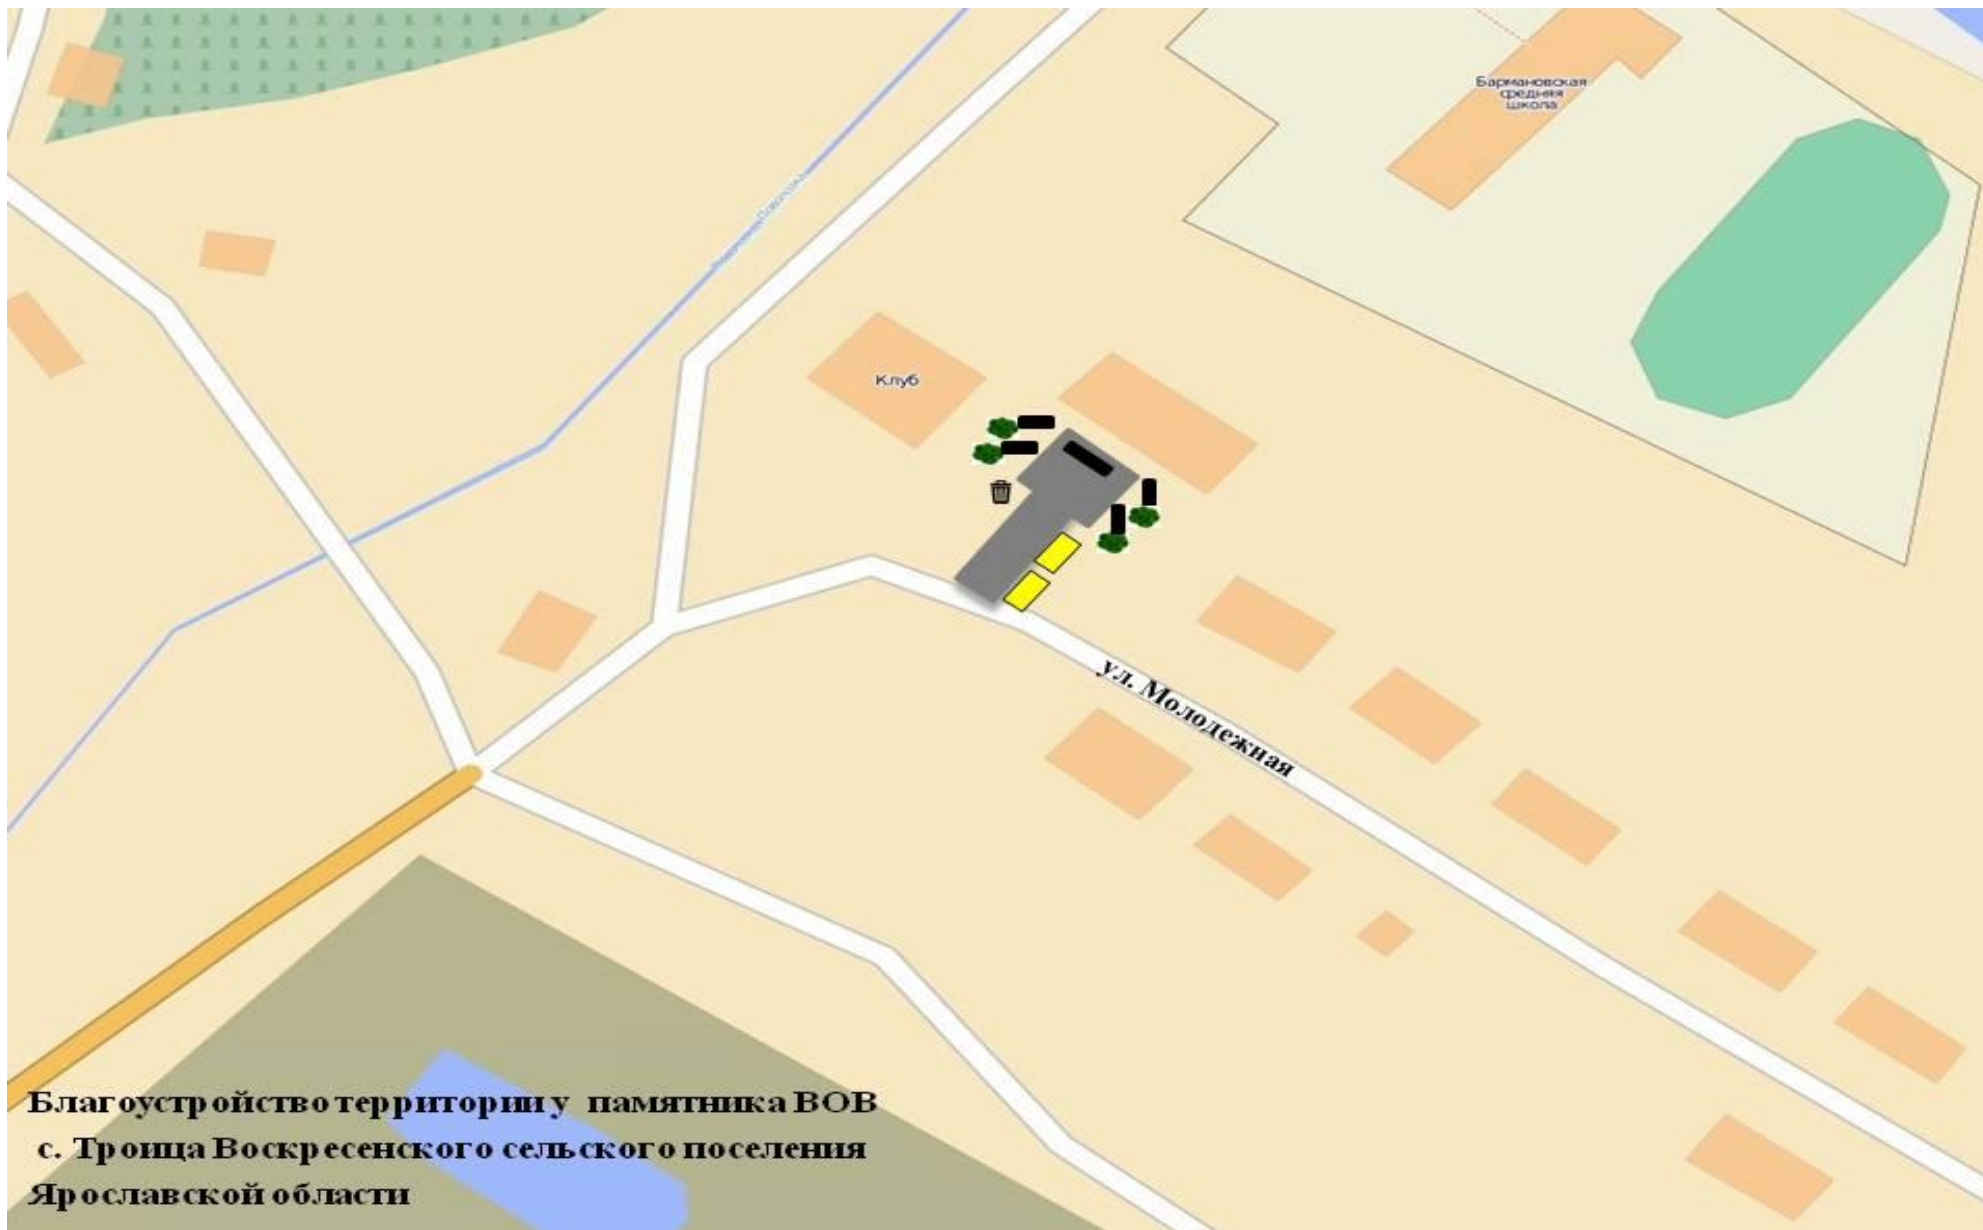 Бармановская
средняя
школа
Клуб
ул. Молодежная
Благоустройство территории у памятника ВОВ
с. Троица Воскресенского сельского поселения
Ярославской области